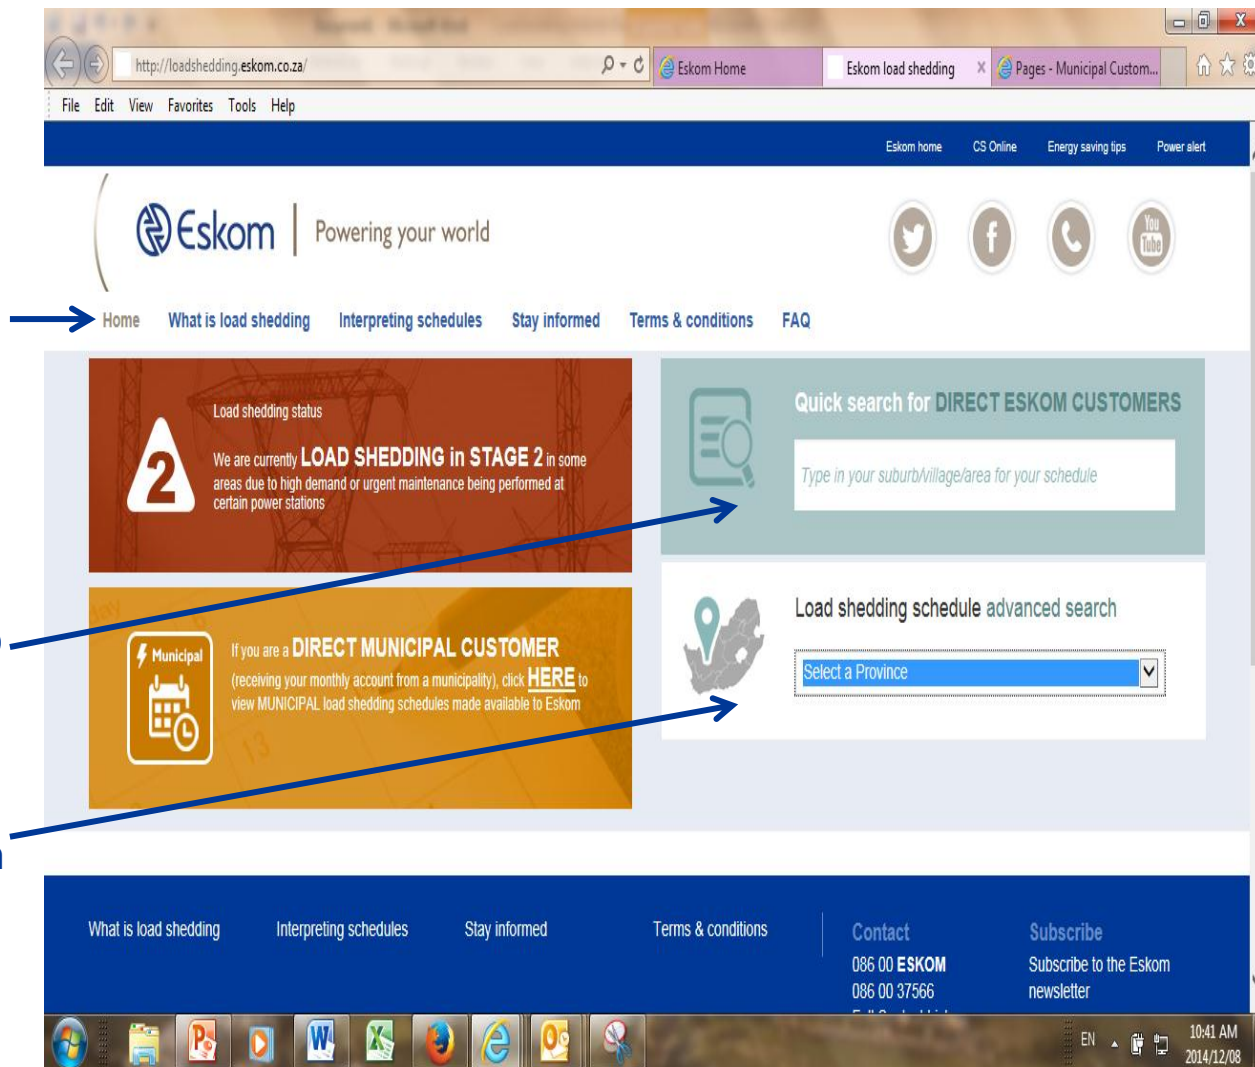 http://loadshedding.eskom.co.za/
Eskom Home
Eskom load shedding
Pages - Municipal Custom...
File Edit View Favorites Tools Help
Eskom home CS Online Energy saving tips Power alert
Eskom Powering your world
You
Tube
Home What is load shedding Interpreting schedules Stay informed Terms & conditions FAQ
Load shedding status
2
We are currently LOAD SHEDDING in STAGE 2 in some
areas due to high demand or urgent maintenance being performed at
certain power stations
Quick search for DIRECT ESKOM CUSTOMERS
Type in your suburb/village/area for your schedule
Municipal
If you are a DIRECT MUNICIPAL CUSTOMER
(receiving your monthly account from a municipality), click HERE to
view MUNICIPAL load shedding schedules made available to Eskom
13
Load shedding schedule advanced search
Select a Province
What is load shedding Interpreting schedules Stay informed Terms & conditions
Contact
086 00 ESKOM
086 00 37566
Subscribe
Subscribe to the Eskom
newsletter
EN
10:41 AM
2014/12/08